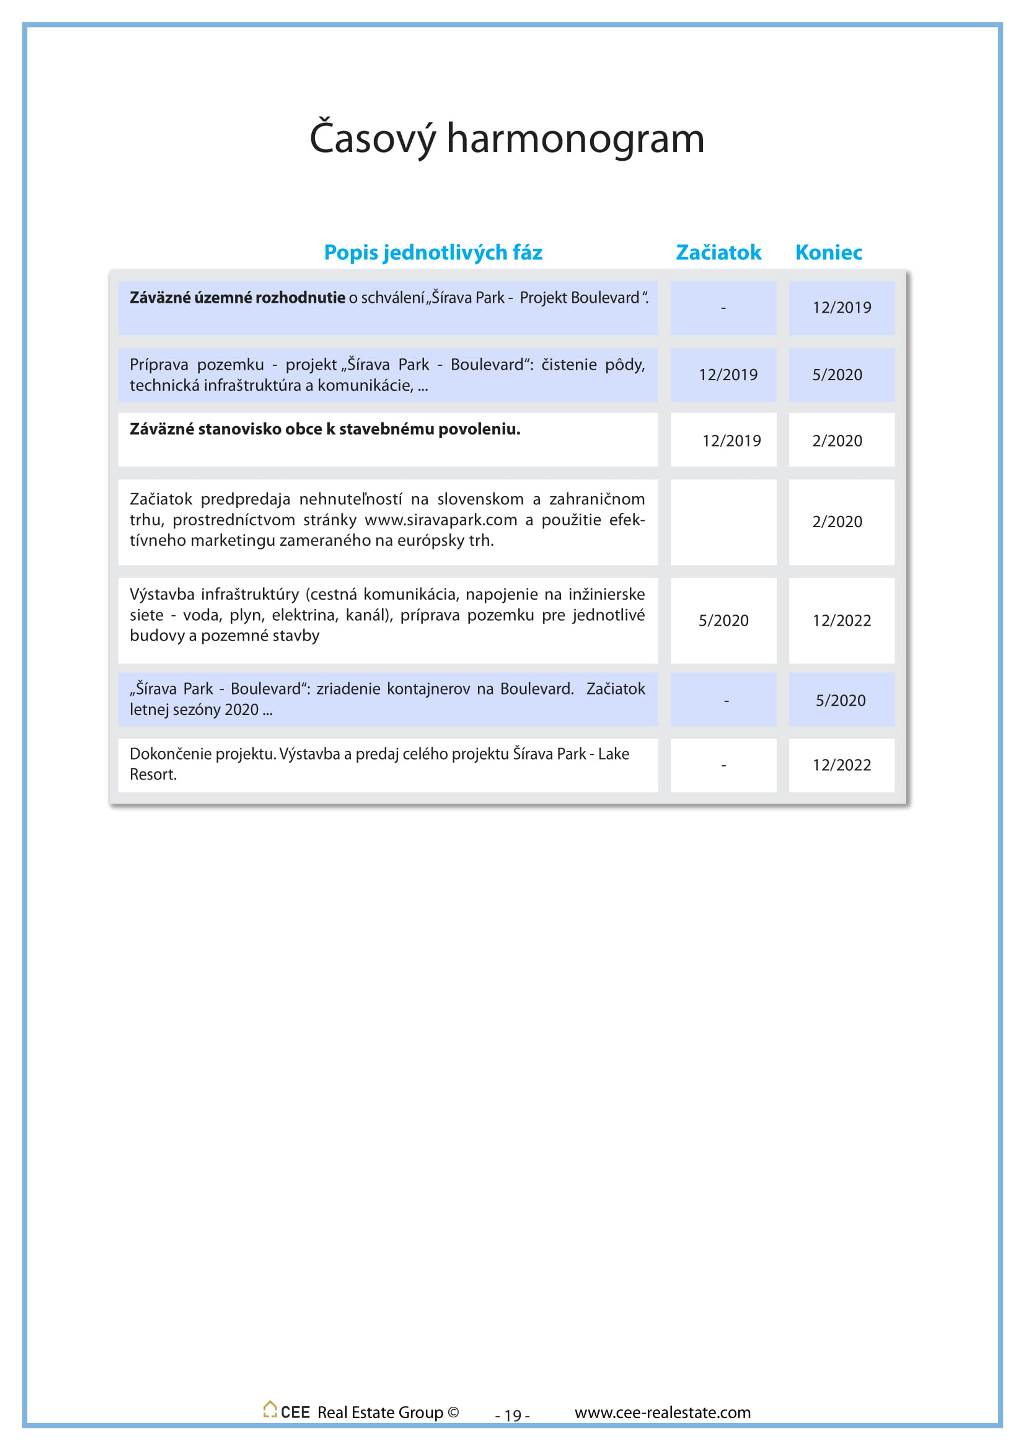 Časový harmonogram
Popis jednotlivých fáz Začiatok Koniec
Záväzné územné rozhodnutie o schválení „Šírava Park - Projekt Boulevard “.
- 12/2019
Príprava pozemku - projekt „Šírava Park - Boulevard“: čistenie pôdy,
technická infraštruktúra a komunikácie, ...
12/2019 5/2020
Záväzné stanovisko obce k stavebnému povoleniu.
12/2019 2/2020
Začiatok predpredaja nehnuteľností na slovenskom a zahraničnom
trhu, prostredníctvom stránky www.siravapark.com a použitie efek-
tívneho marketingu zameraného na európsky trh.
2/2020
Výstavba infraštruktúry (cestná komunikácia, napojenie na inžinierske
siete - voda, plyn, elektrina, kanál), príprava pozemku pre jednotlivé
budovy a pozemné stavby
5/2020 12/2022
„Šírava Park - Boulevard“: zriadenie kontajnerov na Boulevard. Začiatok
letnej sezóny 2020 ...
- 5/2020
Dokončenie projektu. Výstavba a predaj celého projektu Šírava Park - Lake
Resort.
- 12/2022
CEE Real Estate Group © - 19 - www.cee-realestate.com